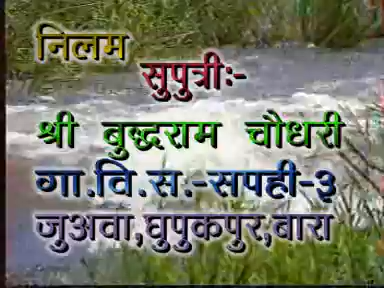 निलम
सुपुत्रीः-
श्री बुद्धराम चौधरी
गा.वि.स.-सपही-३
जुअवा,घुपुकपुर,बारा